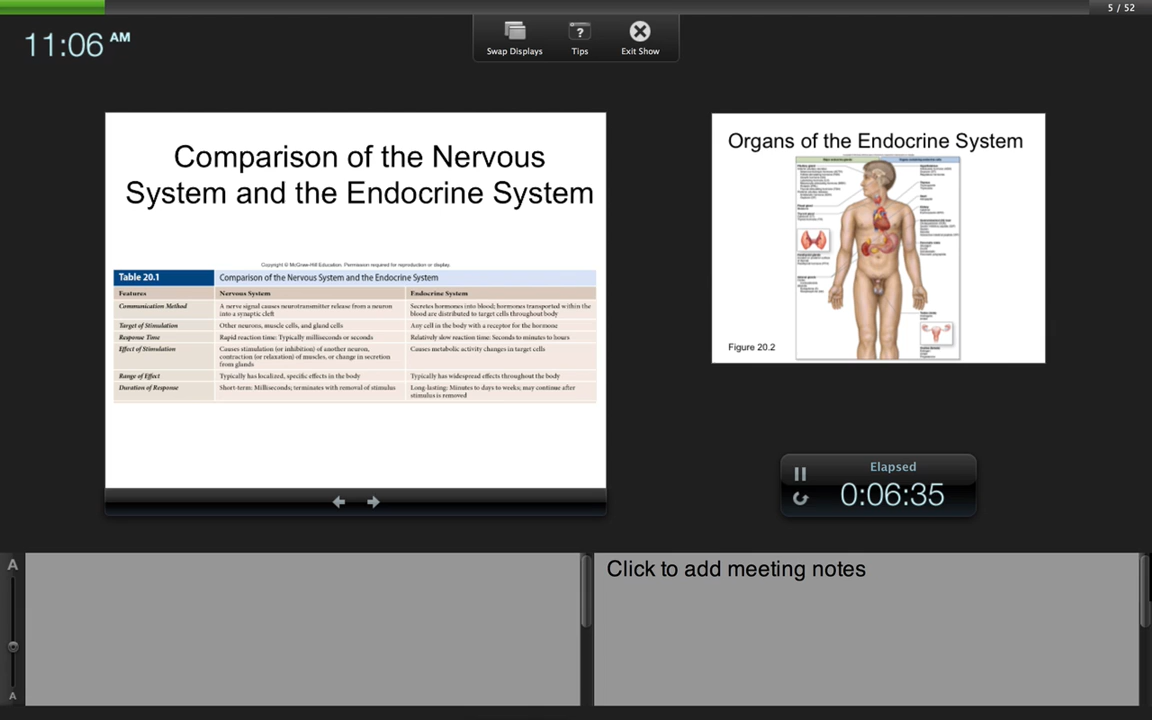 5 / 52
11:06 AM
Swap Displays
Tips
Exit Show
Comparison of the Nervous
System and the Endocrine System
Copyright © McGraw-Hill Education. Permission required for reproduction or display.
Table 20.1 Comparison of the Nervous System and the Endocrine System
Features Nervous System Endocrine System
Communication Method A nerve signal causes neurotransmitter release from a neuron Secretes hormones into blood; hormones transported within the
into a synaptic cleft blood are distributed to target cells throughout body
Target of Stimulation Other neurons, muscle cells, and gland cells Any cell in the body with a receptor for the hormone
Response Time Rapid reaction time: Typically milliseconds or seconds Relatively slow reaction time: Seconds to minutes to hours
Effect of Stimulation Causes stimulation (or inhibition) of another neuron, Causes metabolic activity changes in target cells
contraction (or relaxation) of muscles, or change in secretion
from glands
Range of Effect Typically has localized, specific effects in the body Typically has widespread effects throughout the body
Duration of Response Short-term: Milliseconds; terminates with removal of stimulus Long-lasting: Minutes to days to weeks; may continue after
stimulus is removed
Organs of the Endocrine System
Figure 20.2
Elapsed
0:06:35
A
A
Click to add meeting notes